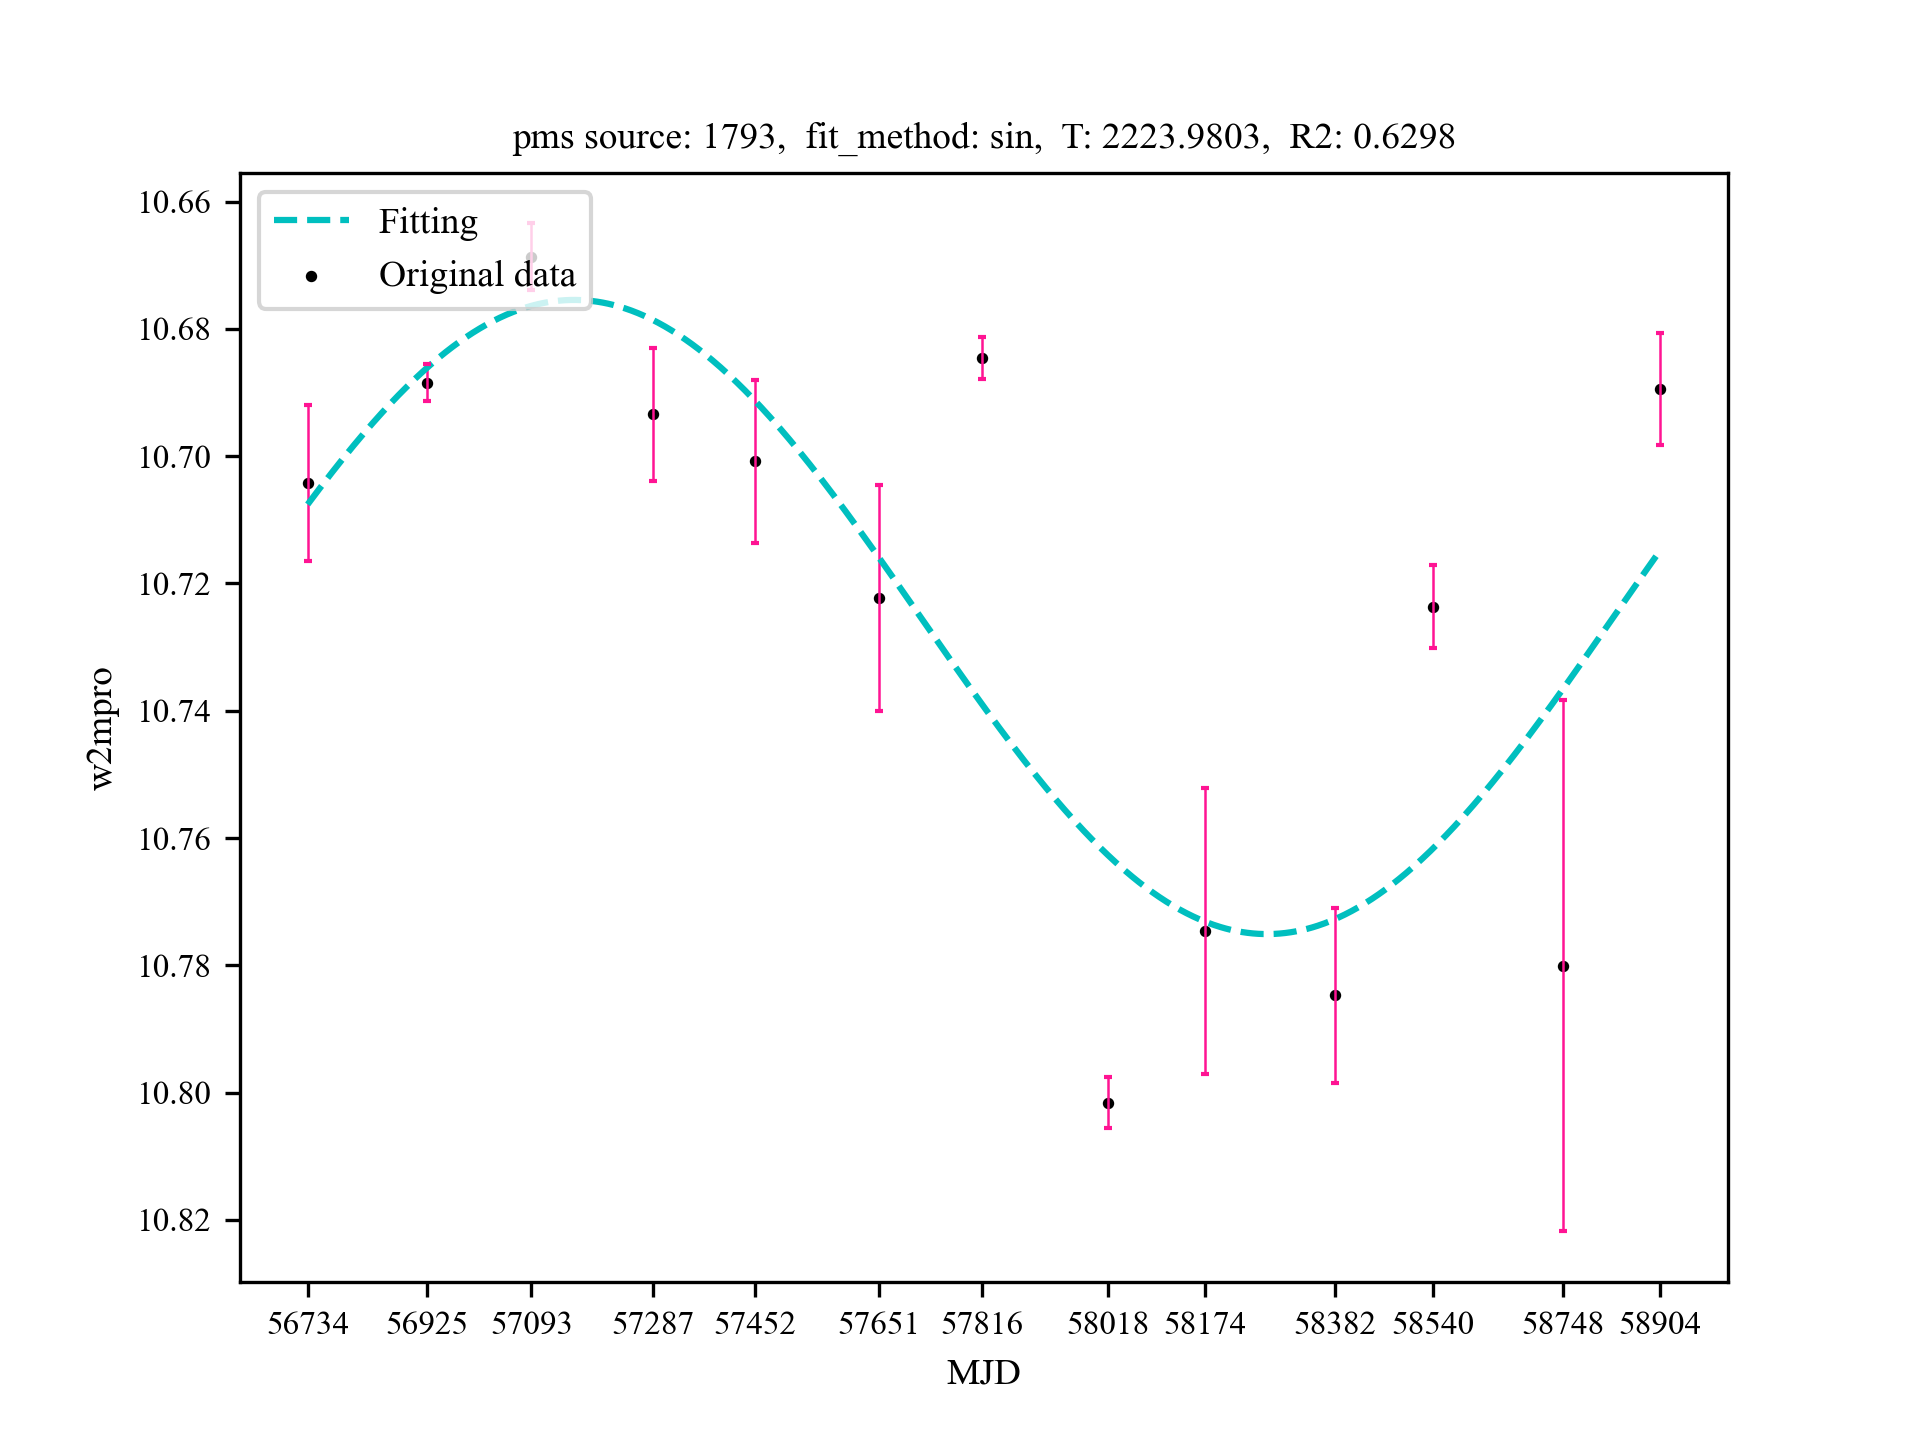 pms source: 1793,  fit_method: sin,  T: 2223.9803,  R2: 0.6298
Fitting
Original data
10.66
10.68
10.70
10.72
10.74
10.76
10.78
10.80
10.82
w2mpro
56734 56925 57093 57287 57452 57651 57816 58018 58174 58382 58540 58748 58904
MJD